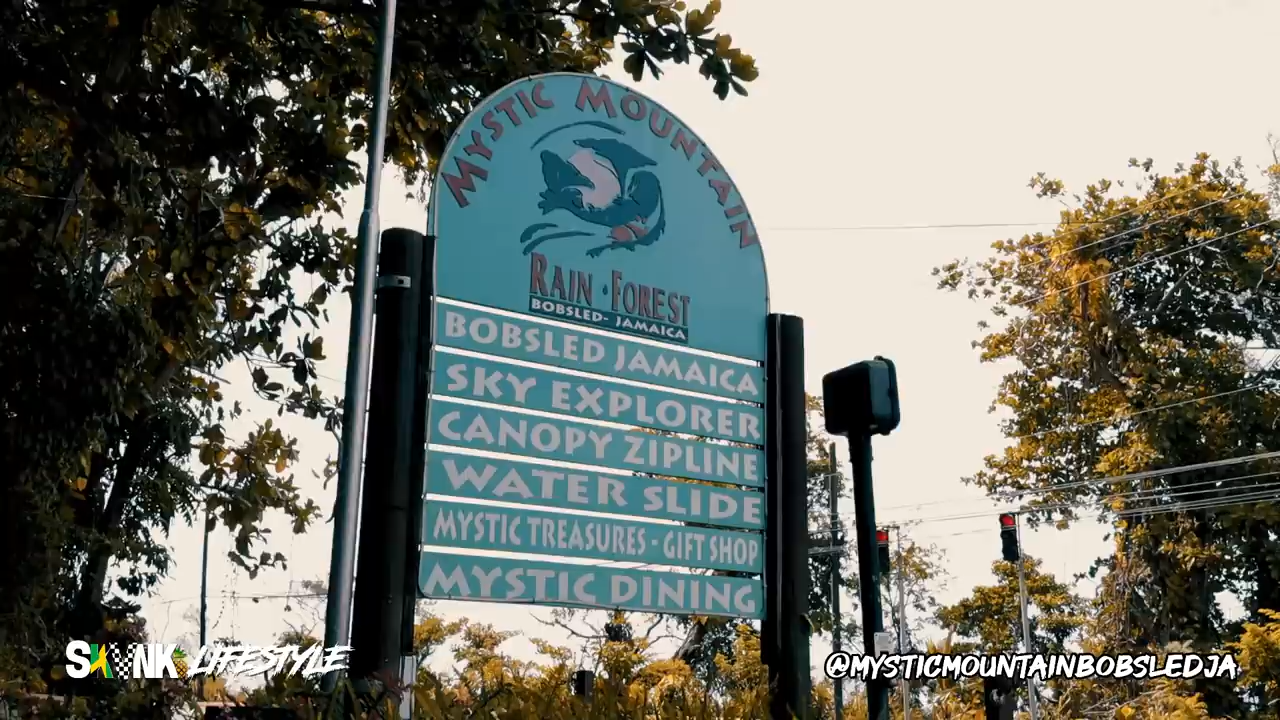 MYSTIC MOUNTAIN
RAIN·FOREST
BOBSLED- JAMAICA
BOBSLED JAMAICA
SKY EXPLORER
CANOPY ZIPLINE
WATER SLIDE
MYSTIC TREASURES - GIFT SHOP
MYSTIC DINING
SKANK LIFESTYLE
@MYSTICMOUNTAINBOBSLEDJA